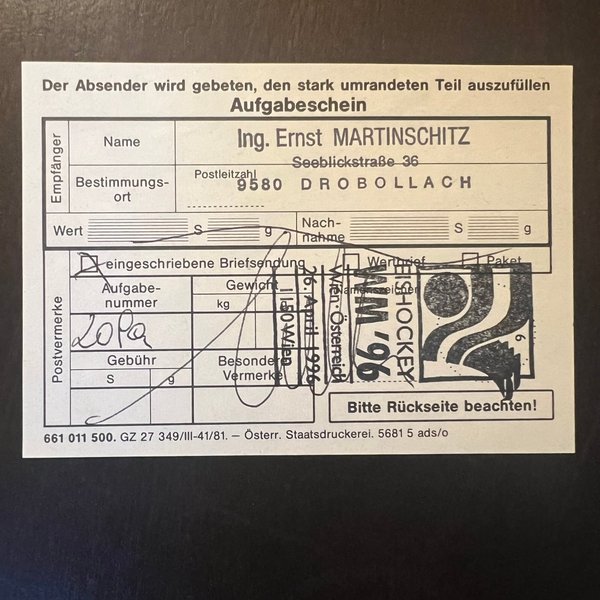 Der Absender wird gebeten, den stark umrandeten Teil auszufüllen
Aufgabeschein
Empfänger
Name
Ing. Ernst MARTINSCHITZ
Seeblickstraße 36
Bestimmungs-
ort
Postleitzahl
9580 DROBOLLACH
Wert S g
Nach-
nahme S g
Postvermerke
eingeschriebene Briefsendung Wertbrief Paket
Aufgabe-
nummer
Gewicht
kg
Gebühr
S g
Besondere
Vermerke
EISHOCKEY
WM '96
Wien-Österreich
26. April 1996
1150 Wien
Bitte Rückseite beachten!
661 011 500. GZ 27 349/III-41/81. – Österr. Staatsdruckerei. 5681 5 ads/o